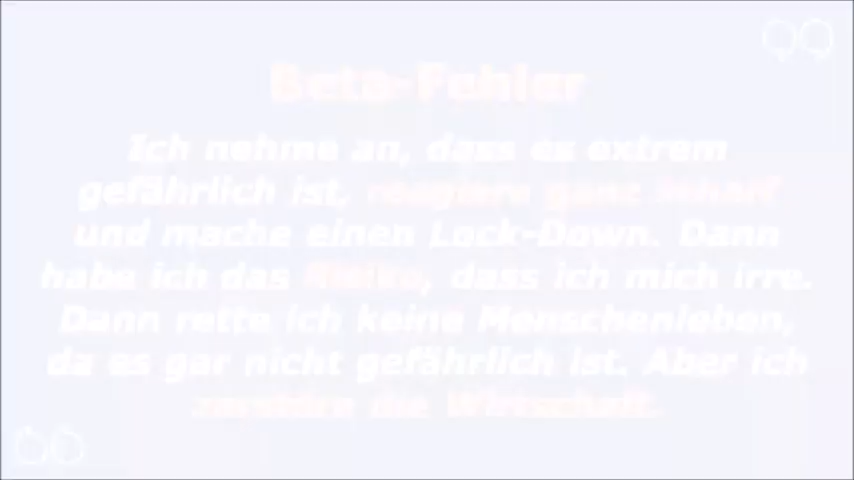 Beta-Fehler
Ich nehme an, dass es extrem
gefährlich ist, reagiere ganz scharf
und mache einen Lock-Down. Dann
habe ich das Risiko, dass ich mich irre.
Dann rette ich keine Menschenleben,
da es gar nicht gefährlich ist. Aber ich
zerstöre die Wirtschaft.